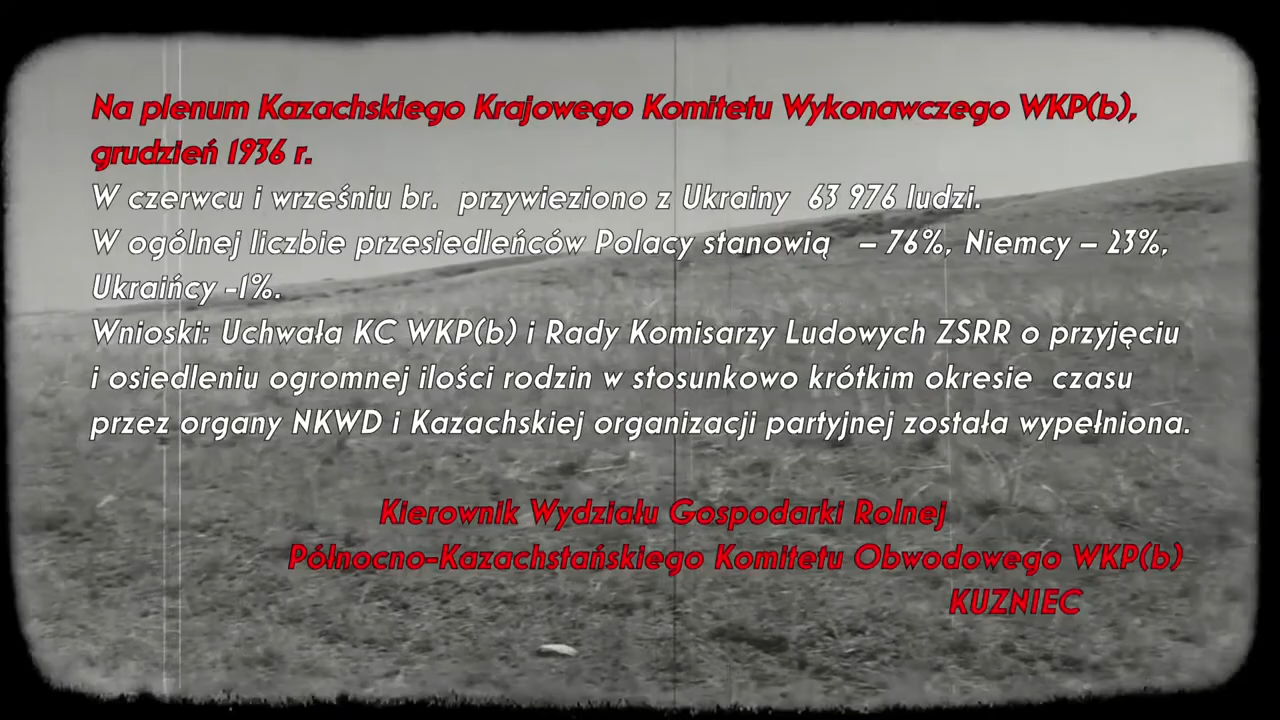 Na plenum Kazachskiego Krajowego Komitetu Wykonawczego WKP(b),
grudzień 1936 r.
W czerwcu i wrześniu br.  przywieziono z Ukrainy  63 976 ludzi.
W ogólnej liczbie przesiedleńców Polacy stanowią   – 76%, Niemcy – 23%,
Ukraińcy -1%.
Wnioski: Uchwała KC WKP(b) i Rady Komisarzy Ludowych ZSRR o przyjęciu
i osiedleniu ogromnej ilości rodzin w stosunkowo krótkim okresie  czasu
przez organy NKWD i Kazachskiej organizacji partyjnej została wypełniona.
Kierownik Wydziału Gospodarki Rolnej
Północno-Kazachstańskiego Komitetu Obwodowego WKP(b)
KUZNIEC